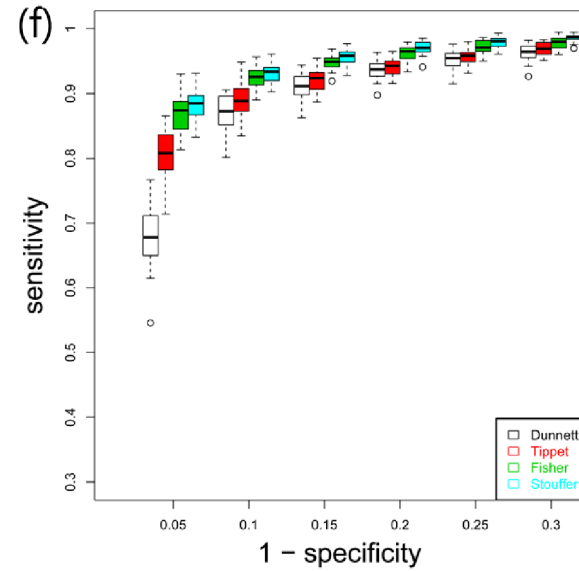 (f)
1
0.9
0.8
0.7
0.6
0.5
0.4
0.3
sensitivity
0.05 0.1 0.15 0.2 0.25 0.3
1 − specificity
Dunnett
Tippet
Fisher
Stouffer